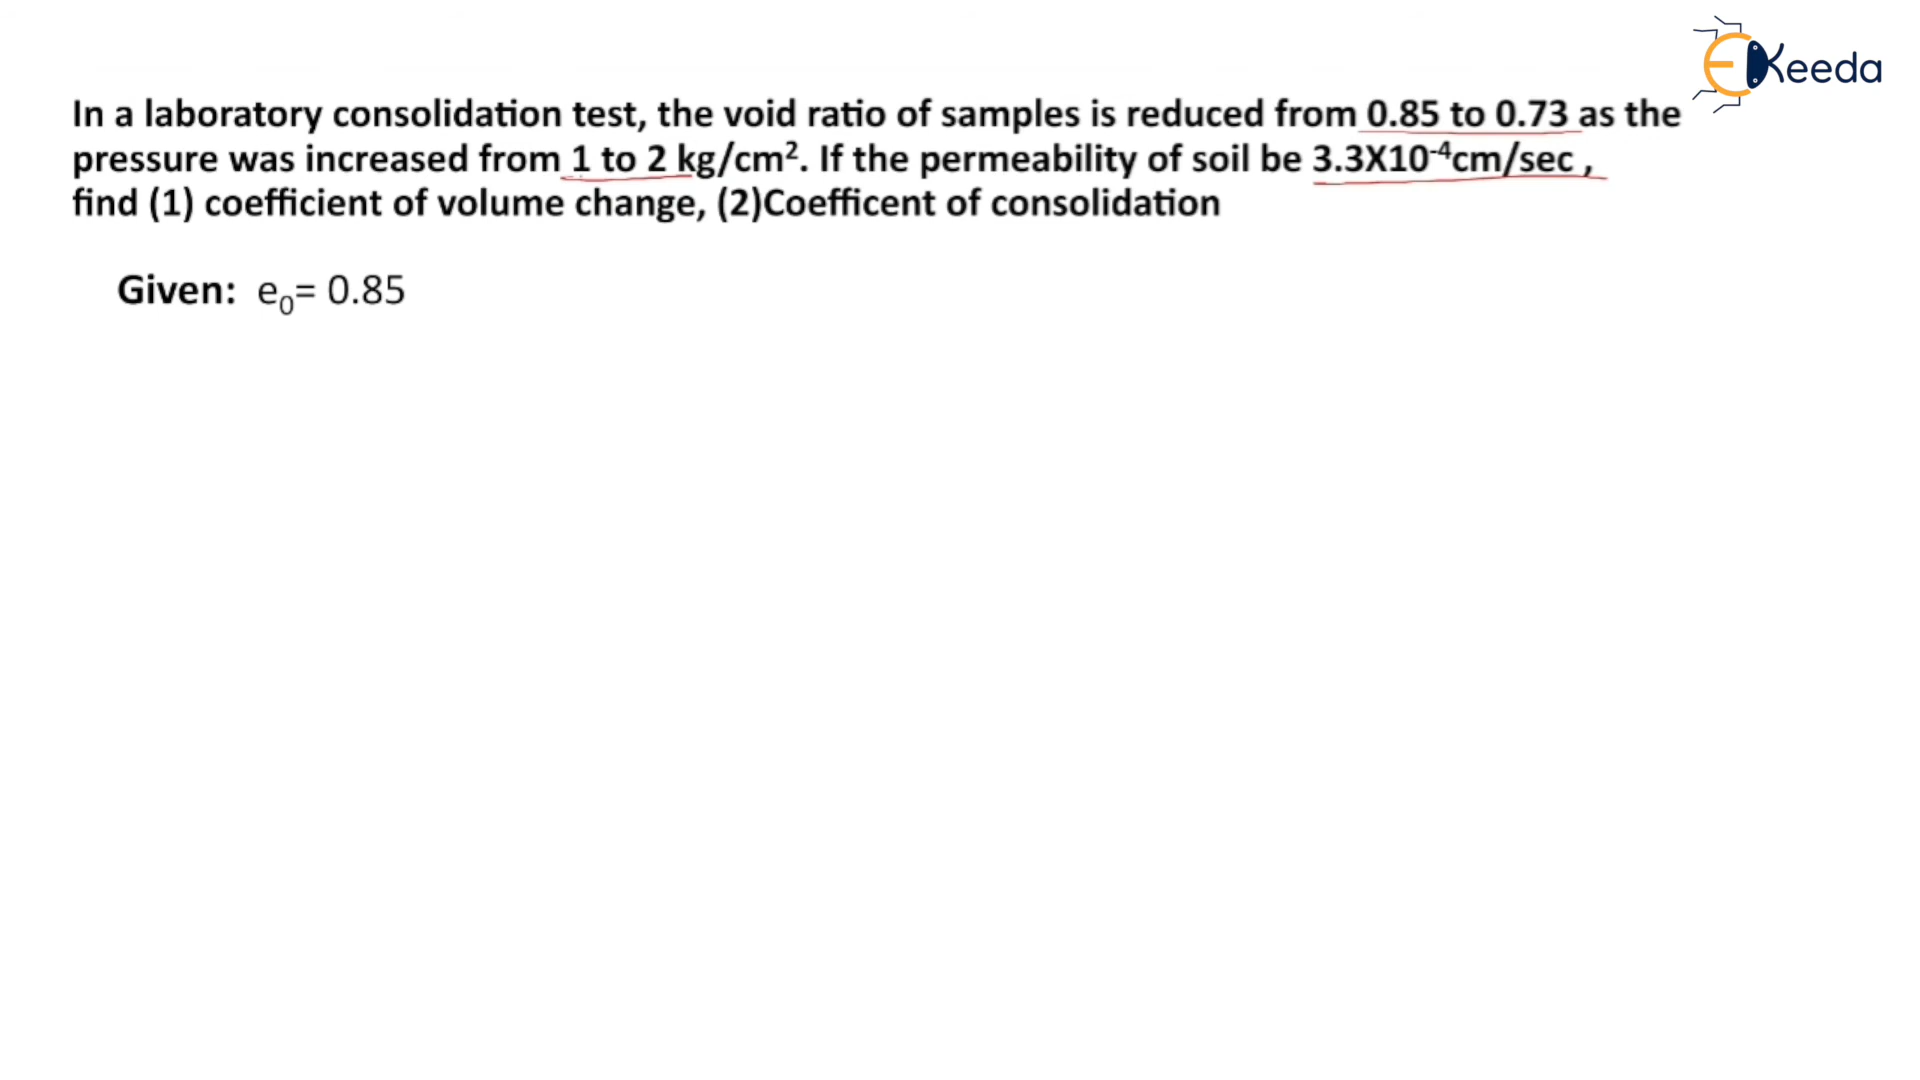 EKeeda
In a laboratory consolidation test, the void ratio of samples is reduced from 0.85 to 0.73 as the
pressure was increased from 1 to 2 kg/cm². If the permeability of soil be 3.3X10⁻⁴cm/sec ,
find (1) coefficient of volume change, (2)Coefficent of consolidation
Given: e₀= 0.85